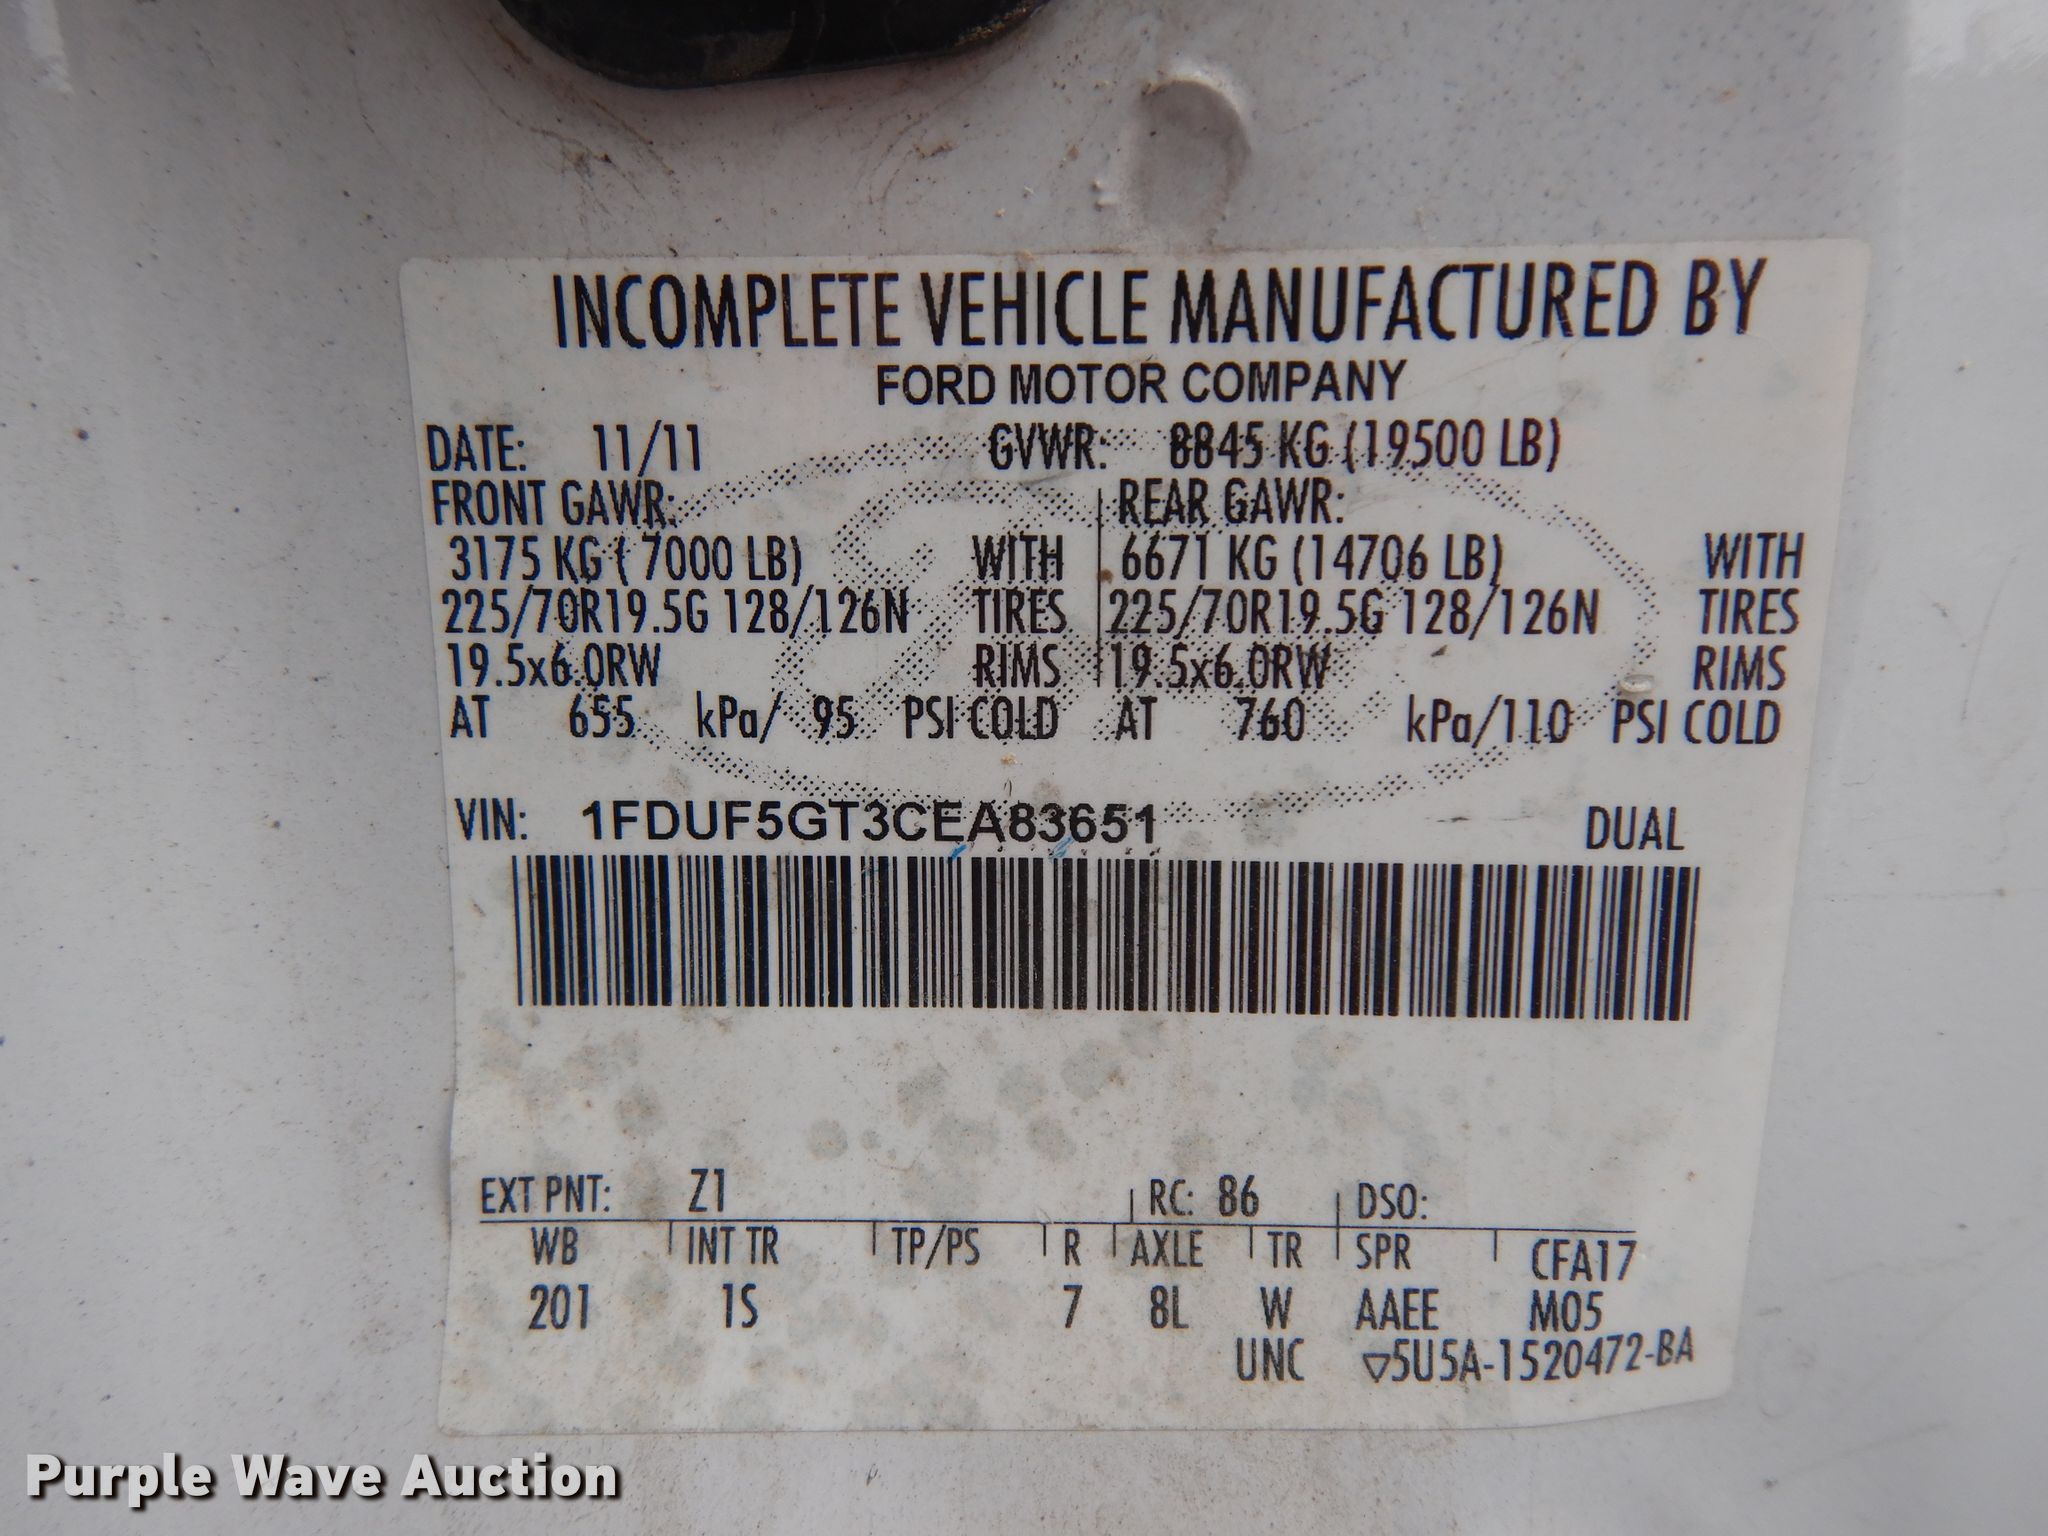 INCOMPLETE VEHICLE MANUFACTURED BY
FORD MOTOR COMPANY
DATE: 11/11 GVWR: 8845 KG (19500 LB)
FRONT GAWR: REAR GAWR:
3175 KG ( 7000 LB) WITH 6671 KG (14706 LB) WITH
225/70R19.5G 128/126N TIRES 225/70R19.5G 128/126N TIRES
19.5x6.0RW RIMS 19.5x6.0RW RIMS
AT 655 kPa/ 95 PSI COLD AT 760 kPa/110 PSI COLD
VIN: 1FDUF5GT3CEA83651 DUAL
EXT PNT: Z1 RC: 86 DSO:
WB INT TR TP/PS R AXLE TR SPR CFA17
201 1S 7 8L W AAEE M05
UNC ▽5U5A-1520472-BA
Purple Wave Auction